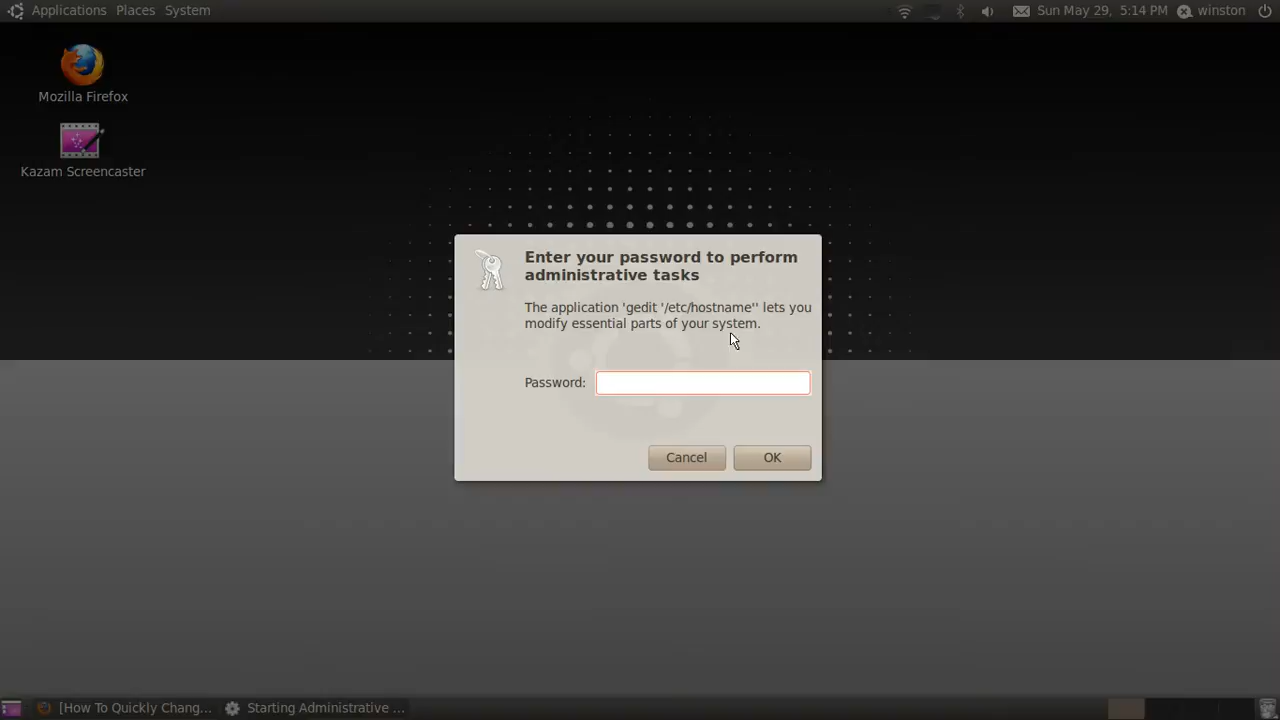 Applications Places System
Sun May 29, 5:14 PM winston
Mozilla Firefox
Kazam Screencaster
Enter your password to perform
administrative tasks
The application 'gedit '/etc/hostname'' lets you
modify essential parts of your system.
Password:
Cancel OK
[How To Quickly Chang... Starting Administrative ...